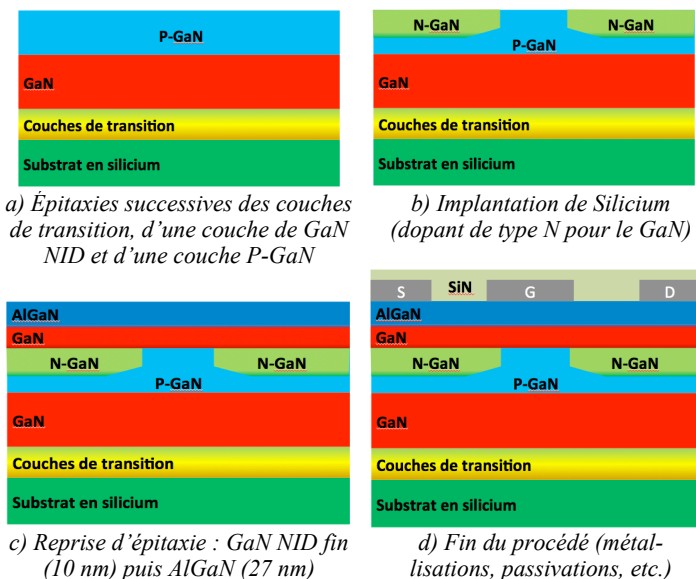 P-GaN
GaN
Couches de transition
Substrat en silicium
a) Épitaxies successives des couches
de transition, d'une couche de GaN
NID et d'une couche P-GaN
N-GaN
N-GaN
P-GaN
GaN
Couches de transition
Substrat en silicium
b) Implantation de Silicium
(dopant de type N pour le GaN)
AlGaN
GaN
N-GaN
N-GaN
P-GaN
GaN
Couches de transition
Substrat en silicium
c) Reprise d'épitaxie : GaN NID fin
(10 nm) puis AlGaN (27 nm)
S
SiN
G
D
AlGaN
GaN
N-GaN
N-GaN
P-GaN
GaN
Couches de transition
Substrat en silicium
d) Fin du procédé (métal-
lisations, passivations, etc.)